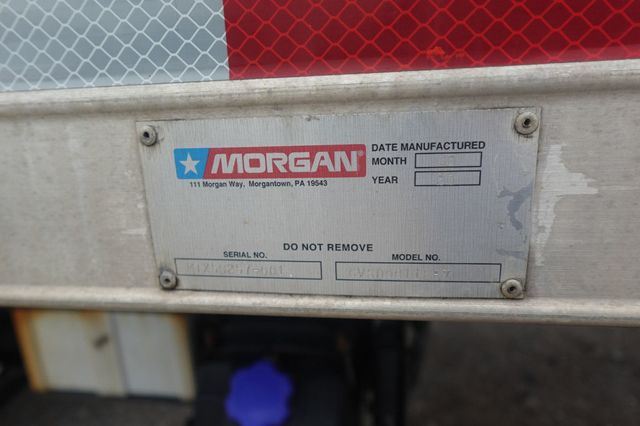 MORGAN
111 Morgan Way, Morgantown, PA 19543
DATE MANUFACTURED
MONTH
YEAR
DO NOT REMOVE
SERIAL NO.
MODEL NO.